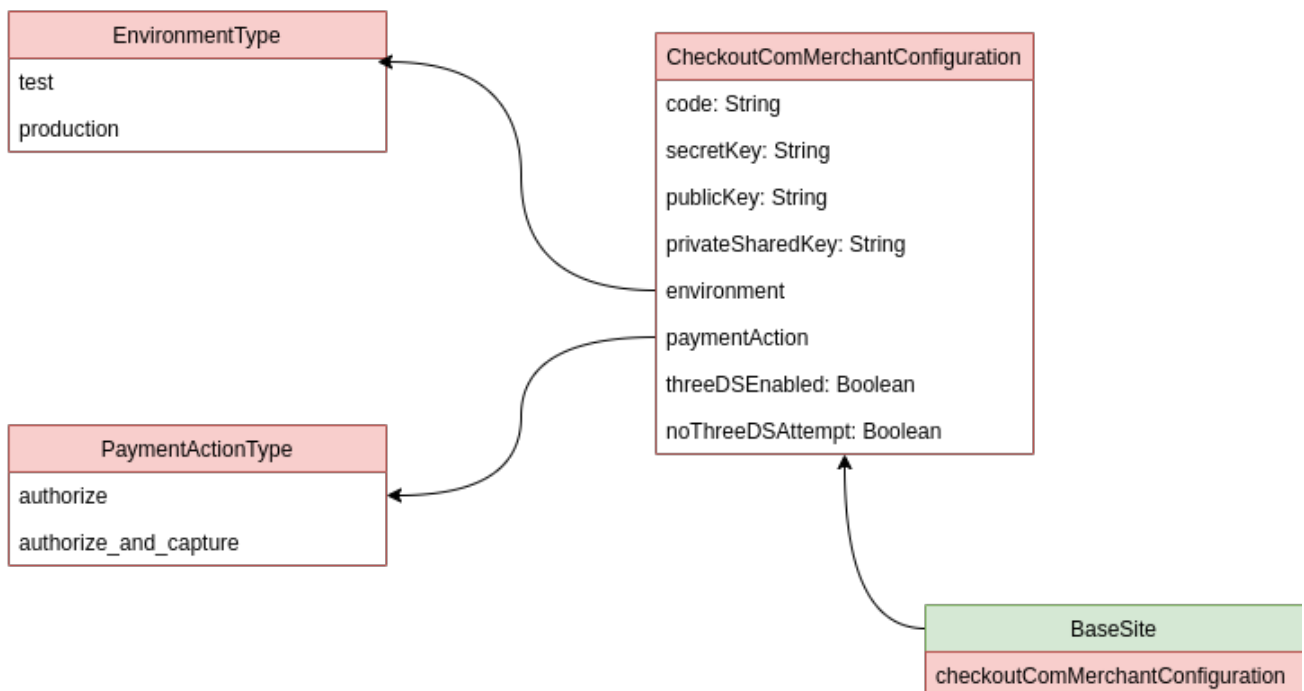 EnvironmentType
test
production
CheckoutComMerchantConfiguration
code: String
secretKey: String
publicKey: String
privateSharedKey: String
environment
paymentAction
threeDSEnabled: Boolean
noThreeDSAttempt: Boolean
PaymentActionType
authorize
authorize_and_capture
BaseSite
checkoutComMerchantConfiguration